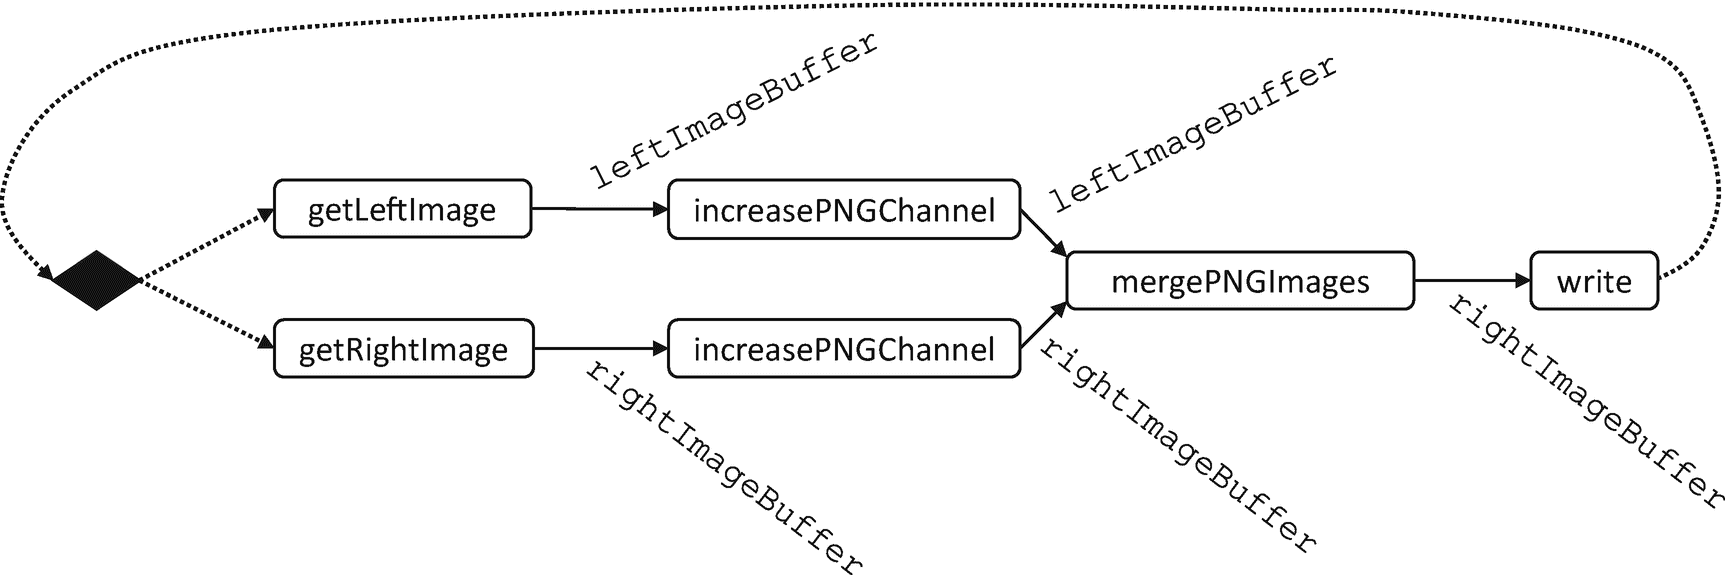 leftImageBuffer
leftImageBuffer
getLeftImage
increasePNGChannel
mergePNGImages
write
getRightImage
increasePNGChannel
rightImageBuffer
rightImageBuffer
rightImageBuffer